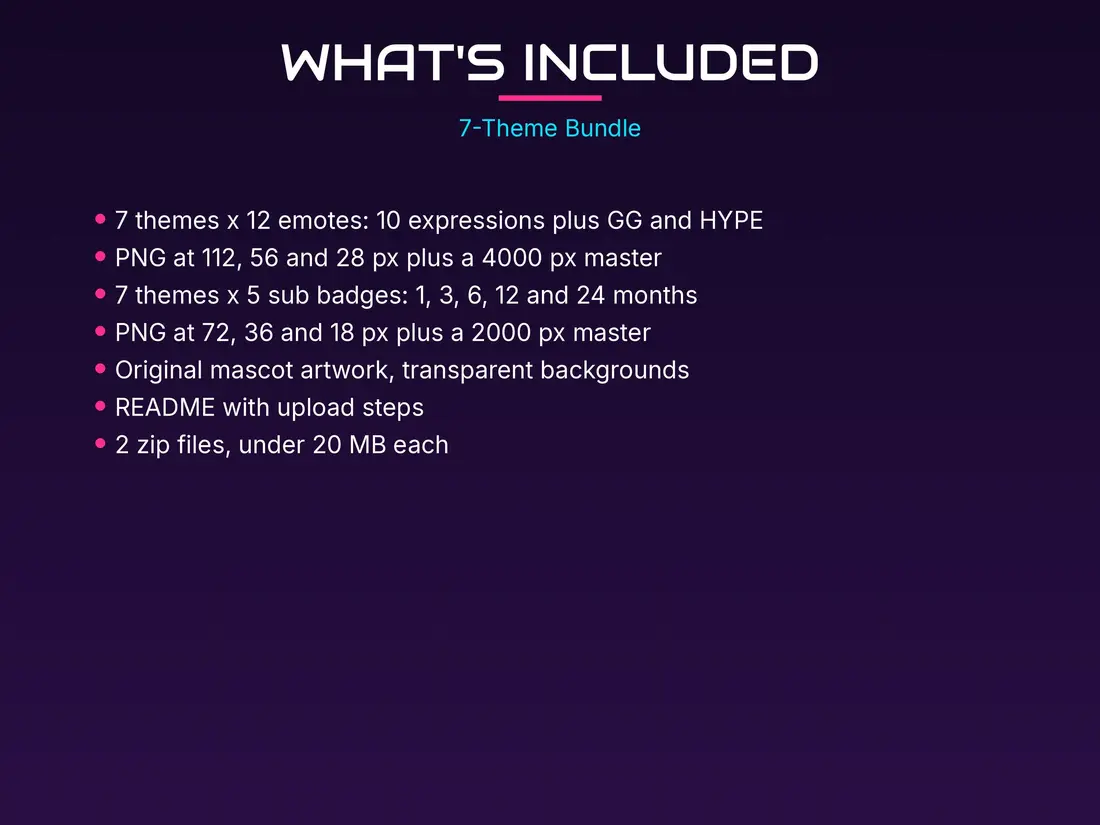 WHAT'S INCLUDED
7-Theme Bundle
7 themes x 12 emotes: 10 expressions plus GG and HYPE
PNG at 112, 56 and 28 px plus a 4000 px master
7 themes x 5 sub badges: 1, 3, 6, 12 and 24 months
PNG at 72, 36 and 18 px plus a 2000 px master
Original mascot artwork, transparent backgrounds
README with upload steps
2 zip files, under 20 MB each